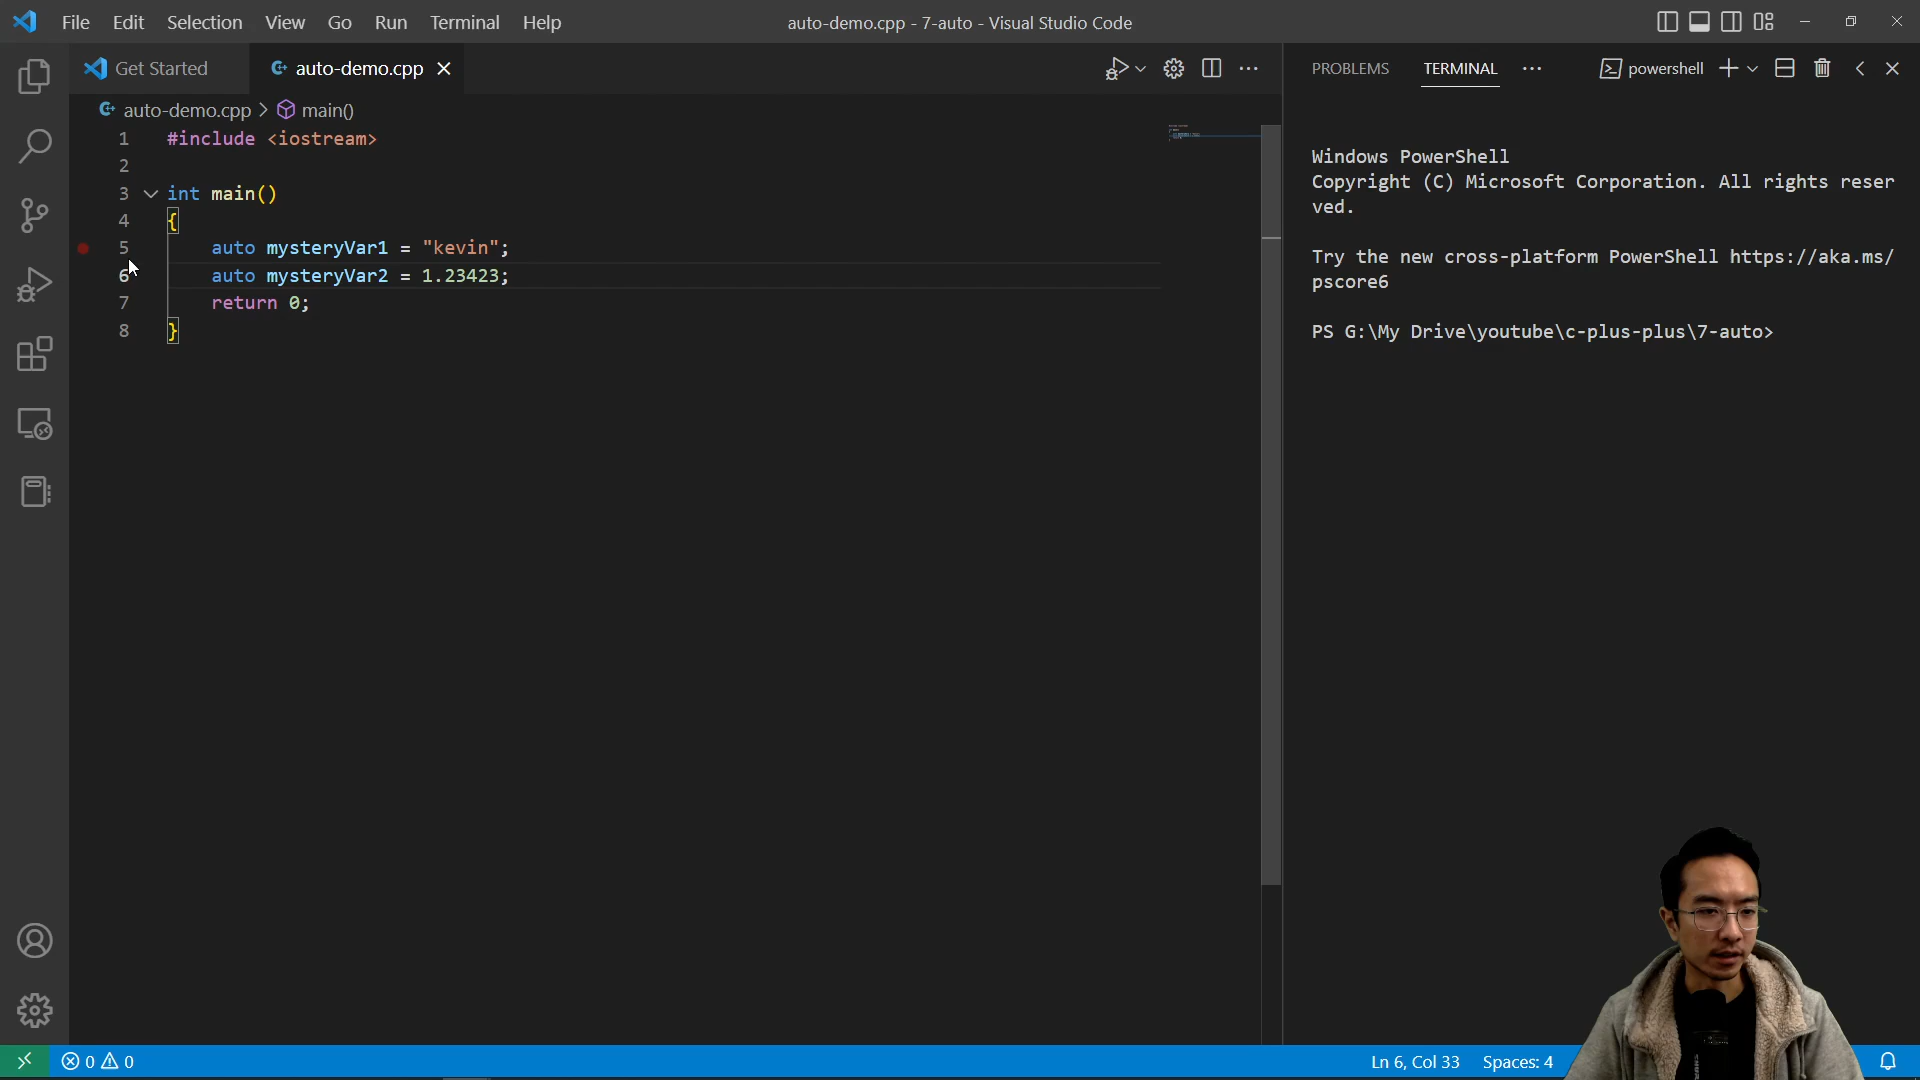 File Edit Selection View Go Run Terminal Help
auto-demo.cpp - 7-auto - Visual Studio Code
Get Started
auto-demo.cpp
auto-demo.cpp > main()
1 #include <iostream>
2
3 int main()
4 {
5 auto mysteryVar1 = "kevin";
6 auto mysteryVar2 = 1.23423;
7 return 0;
8 }
PROBLEMS TERMINAL ··· powershell
Windows PowerShell
Copyright (C) Microsoft Corporation. All rights reser
ved.
Try the new cross-platform PowerShell https://aka.ms/
pscore6
PS G:\My Drive\youtube\c-plus-plus\7-auto>
0 0
Ln 6, Col 33 Spaces: 4